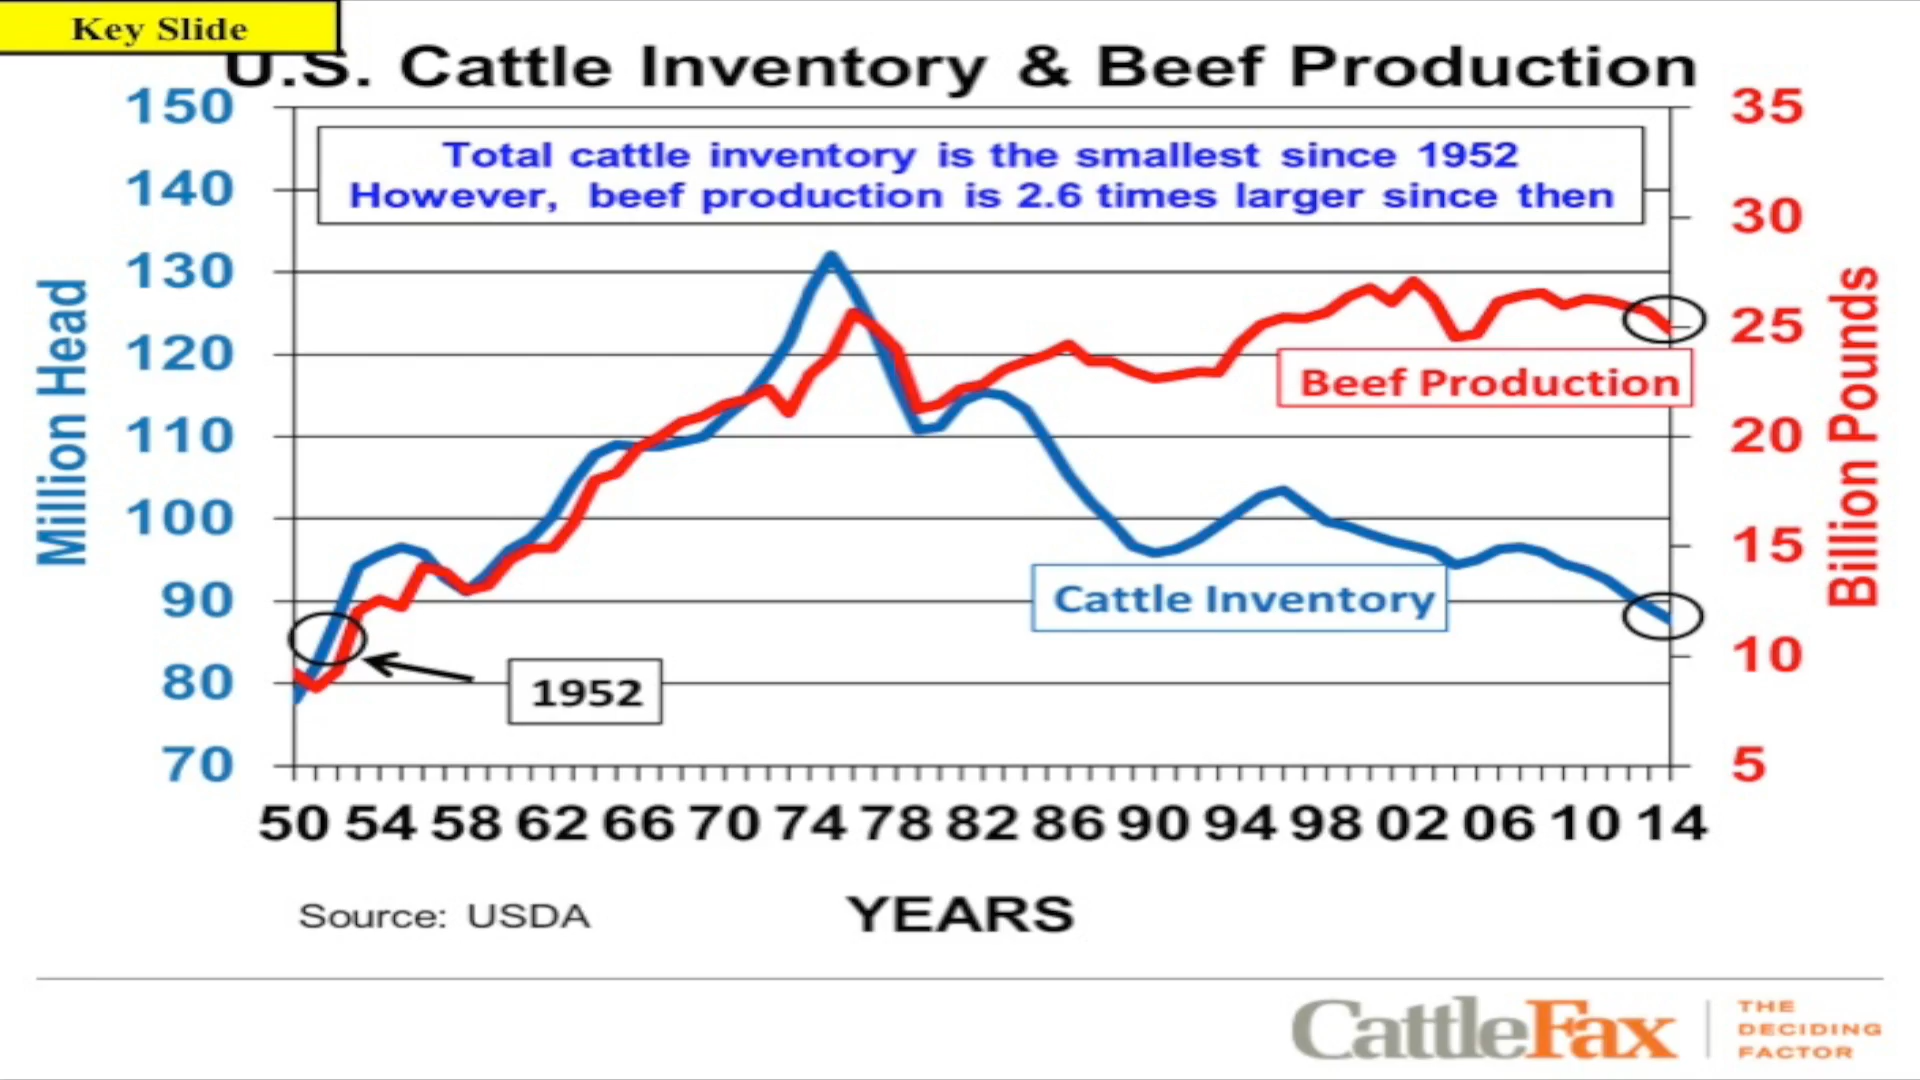 Key Slide
U.S. Cattle Inventory & Beef Production
150
140
130
120
110
100
90
80
70
Million Head
35
30
25
20
15
10
5
Billion Pounds
Total cattle inventory is the smallest since 1952
However, beef production is 2.6 times larger since then
Beef Production
Cattle Inventory
1952
50 54 58 62 66 70 74 78 82 86 90 94 98 02 06 10 14
Source: USDA
YEARS
CattleFax
THE
DECIDING
FACTOR